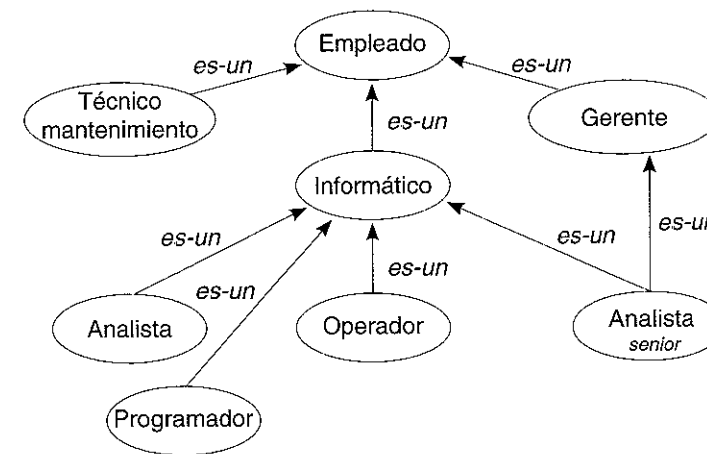 Empleado
es-un
es-un
Técnico
mantenimiento
es-un
Gerente
Informático
es-un
es-un
es-un
es-un
es-un
Analista
Operador
Analista
senior
Programador